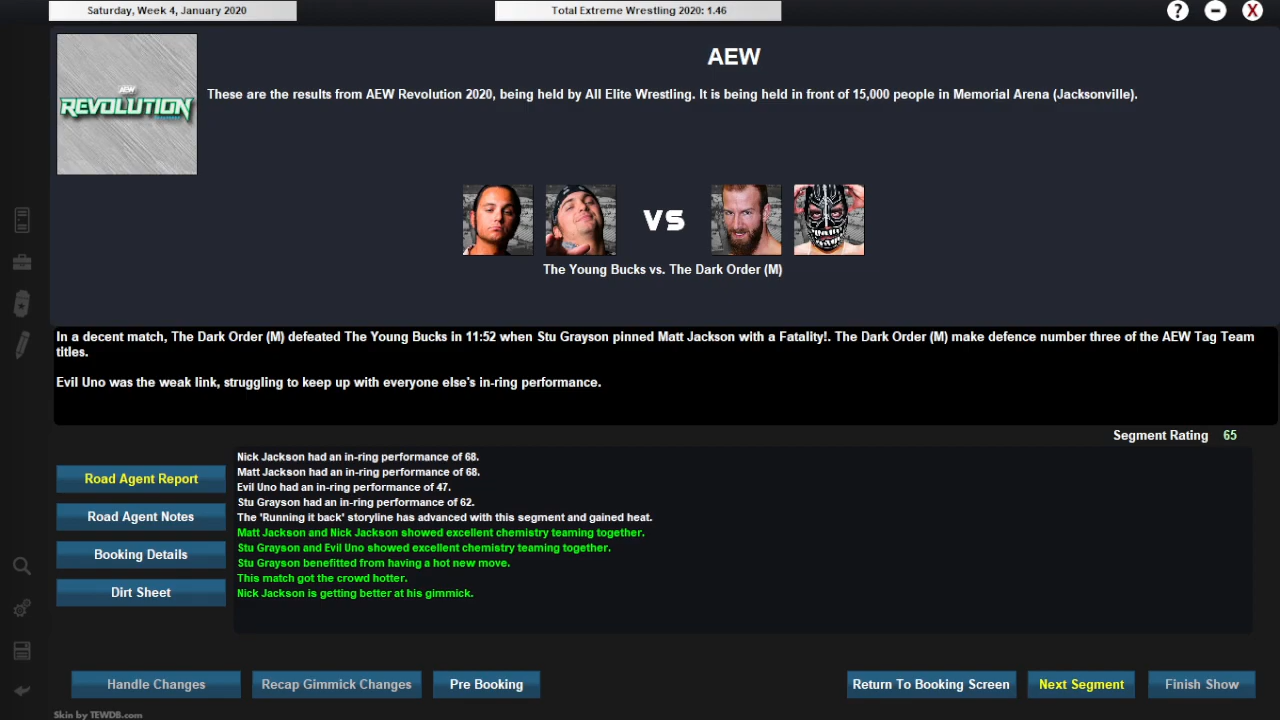 Saturday, Week 4, January 2020
Total Extreme Wrestling 2020: 1.46
?
X
AEW
AEW
REVOLUTION
These are the results from AEW Revolution 2020, being held by All Elite Wrestling. It is being held in front of 15,000 people in Memorial Arena (Jacksonville).
VS
The Young Bucks vs. The Dark Order (M)
In a decent match, The Dark Order (M) defeated The Young Bucks in 11:52 when Stu Grayson pinned Matt Jackson with a Fatality!. The Dark Order (M) make defence number three of the AEW Tag Team
titles.
Evil Uno was the weak link, struggling to keep up with everyone else's in-ring performance.
Segment Rating 65
Road Agent Report
Road Agent Notes
Booking Details
Dirt Sheet
Nick Jackson had an in-ring performance of 68.
Matt Jackson had an in-ring performance of 68.
Evil Uno had an in-ring performance of 47.
Stu Grayson had an in-ring performance of 62.
The 'Running it back' storyline has advanced with this segment and gained heat.
Matt Jackson and Nick Jackson showed excellent chemistry teaming together.
Stu Grayson and Evil Uno showed excellent chemistry teaming together.
Stu Grayson benefitted from having a hot new move.
This match got the crowd hotter.
Nick Jackson is getting better at his gimmick.
Handle Changes
Recap Gimmick Changes
Pre Booking
Return To Booking Screen
Next Segment
Finish Show
Skin by TEWDB.com